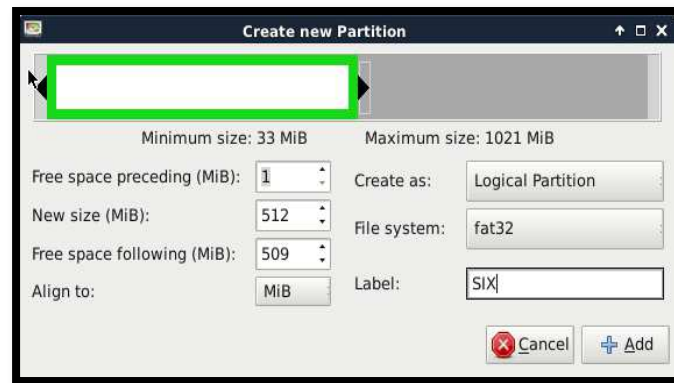 Create new Partition
Minimum size: 33 MiB Maximum size: 1021 MiB
Free space preceding (MiB): 1 Create as: Logical Partition
New size (MiB): 512 File system: fat32
Free space following (MiB): 509
Align to: MiB Label: SIX
Cancel Add